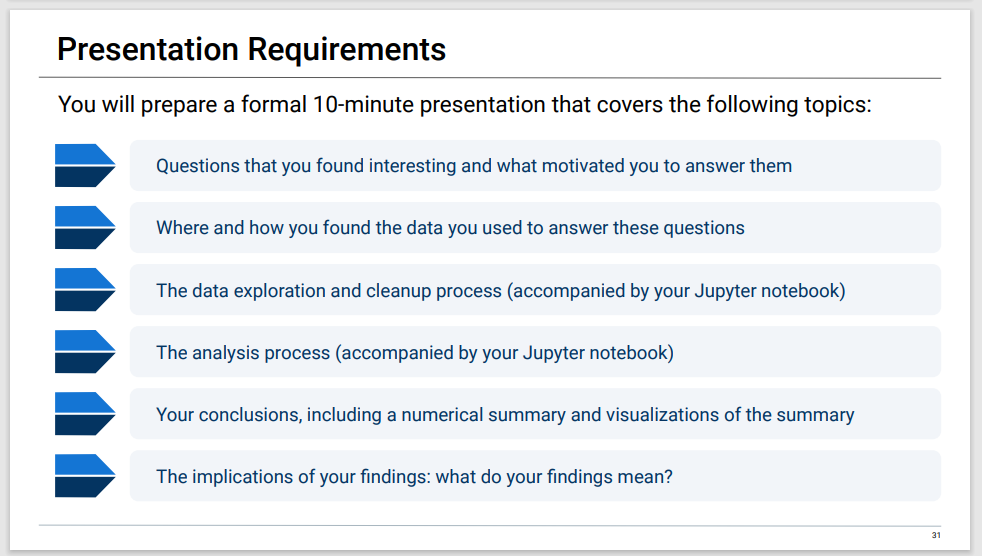 Presentation Requirements
You will prepare a formal 10-minute presentation that covers the following topics:
Questions that you found interesting and what motivated you to answer them
Where and how you found the data you used to answer these questions
The data exploration and cleanup process (accompanied by your Jupyter notebook)
The analysis process (accompanied by your Jupyter notebook)
Your conclusions, including a numerical summary and visualizations of the summary
The implications of your findings: what do your findings mean?
31